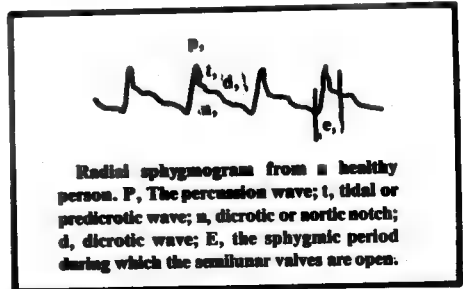 p,
t, d,
n,
e,
Radial sphygmogram from a healthy
person. P, The percussion wave; t, tidal or
predicrotic wave; n, dicrotic or aortic notch;
d, dicrotic wave; E, the sphygmic period
during which the semilunar valves are open.